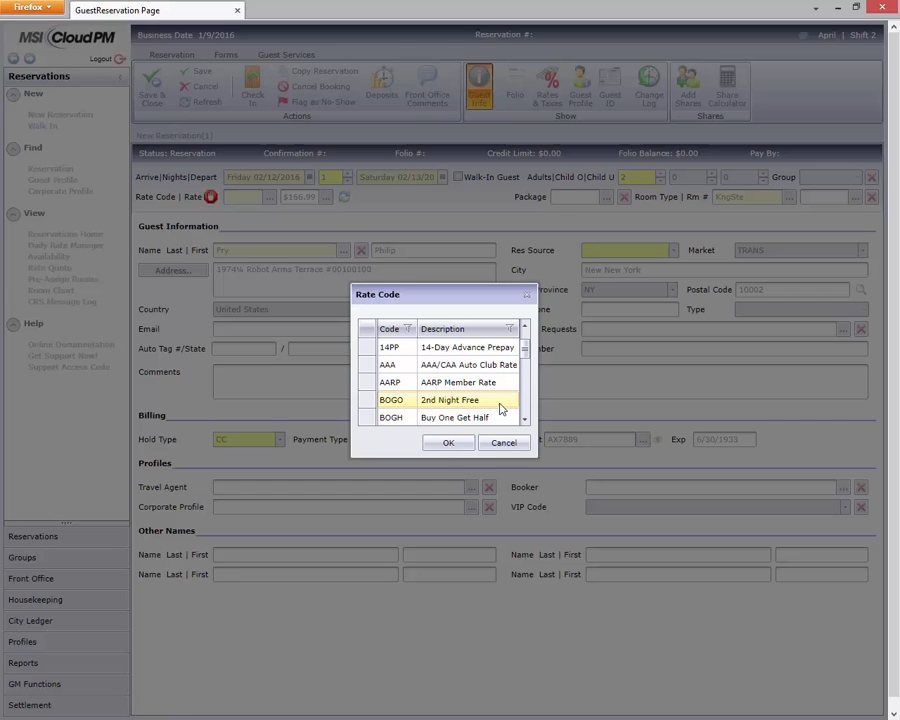 Firefox
GuestReservation Page
MSI CloudPM
Logout
Business Date 1/9/2016 Reservation #: April Shift 2
Reservation Forms Guest Services
Reservations
New
New Reservation
Walk In
Find
Reservation
Guest Profile
Corporate Profile
View
Reservations Home
Daily Rate Manager
Availability
Rate Quote
Pre-Assign Rooms
Room Chart
CRS Message Log
Help
Online Documentation
Get Support Now!
Support Access Code
Reservations
Groups
Front Office
Housekeeping
City Ledger
Profiles
Reports
GM Functions
Settlement
Save & Close
Save
Cancel
Refresh
Check In
Copy Reservation
Cancel Booking
Flag as No-Show
Deposits
Front Office Comments
Guest Info
Folio
Rates & Taxes
Guest Profile
Guest ID
Change Log
Add Shares
Share Calculator
Actions Show Shares
New Reservation(1)
Status: Reservation Confirmation #: Folio #: Credit Limit: $0.00 Folio Balance: $0.00 Pay By:
Arrive|Nights|Depart Friday 02/12/2016 1 Saturday 02/13/20 Walk-In Guest Adults|Child O|Child U 2 0 0 Group
Rate Code | Rate $166.99 Package Room Type | Rm # KngSte
Guest Information
Name Last | First Fry Philip Res Source Market TRANS
Address.. 1974¾ Robot Arms Terrace #00100100 City New New York
NY Postal Code 10002
Country United States Type
Email Requests
Auto Tag #/State
Comments
Billing
Hold Type CC Payment Type AX7889 Exp 6/30/1933
Profiles
Travel Agent Booker
Corporate Profile VIP Code
Other Names
Name Last | First Name Last | First
Name Last | First Name Last | First
Rate Code
Code Description
14PP 14-Day Advance Prepay
AAA AAA/CAA Auto Club Rate
AARP AARP Member Rate
BOGO 2nd Night Free
BOGH Buy One Get Half
OK Cancel